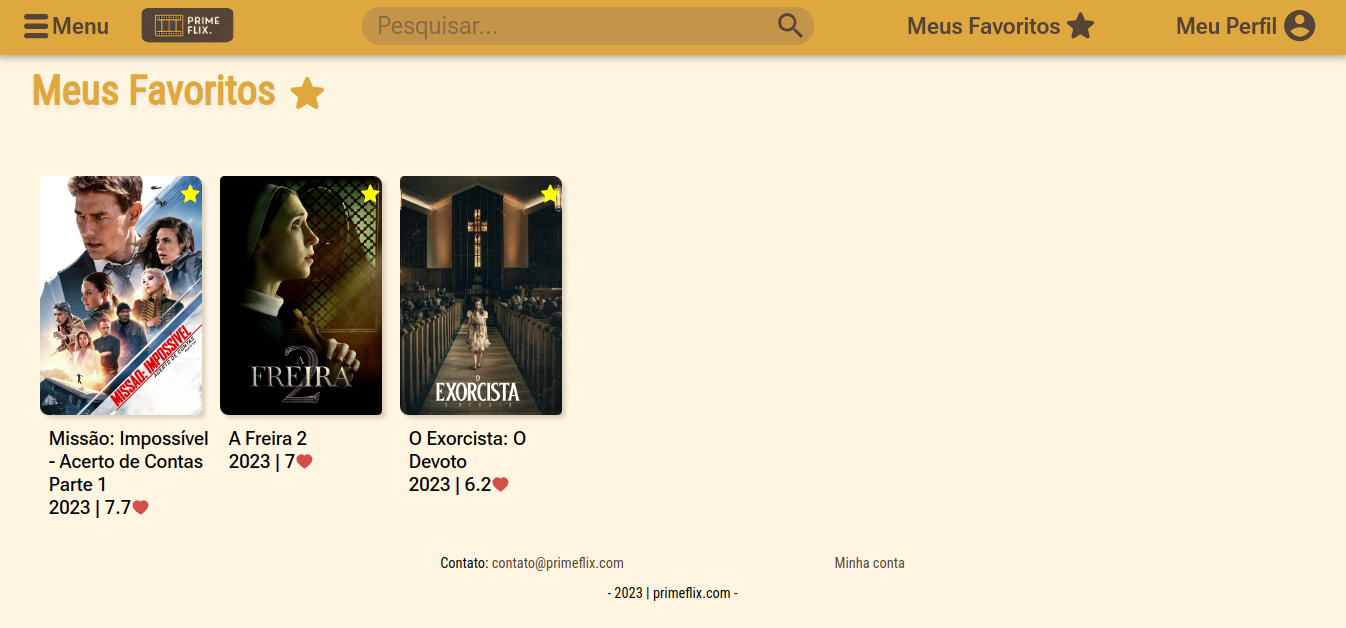 Menu
PRIME
FLIX.
Pesquisar...
Meus Favoritos
Meu Perfil
Meus Favoritos
MISSÃO: IMPOSSÍVEL
ACERTO DE CONTAS
A
FREIRA
2
O
EXORCISTA
Missão: Impossível
- Acerto de Contas
Parte 1
2023 | 7.7
A Freira 2
2023 | 7
O Exorcista: O
Devoto
2023 | 6.2
Contato: contato@primeflix.com
Minha conta
- 2023 | primeflix.com -